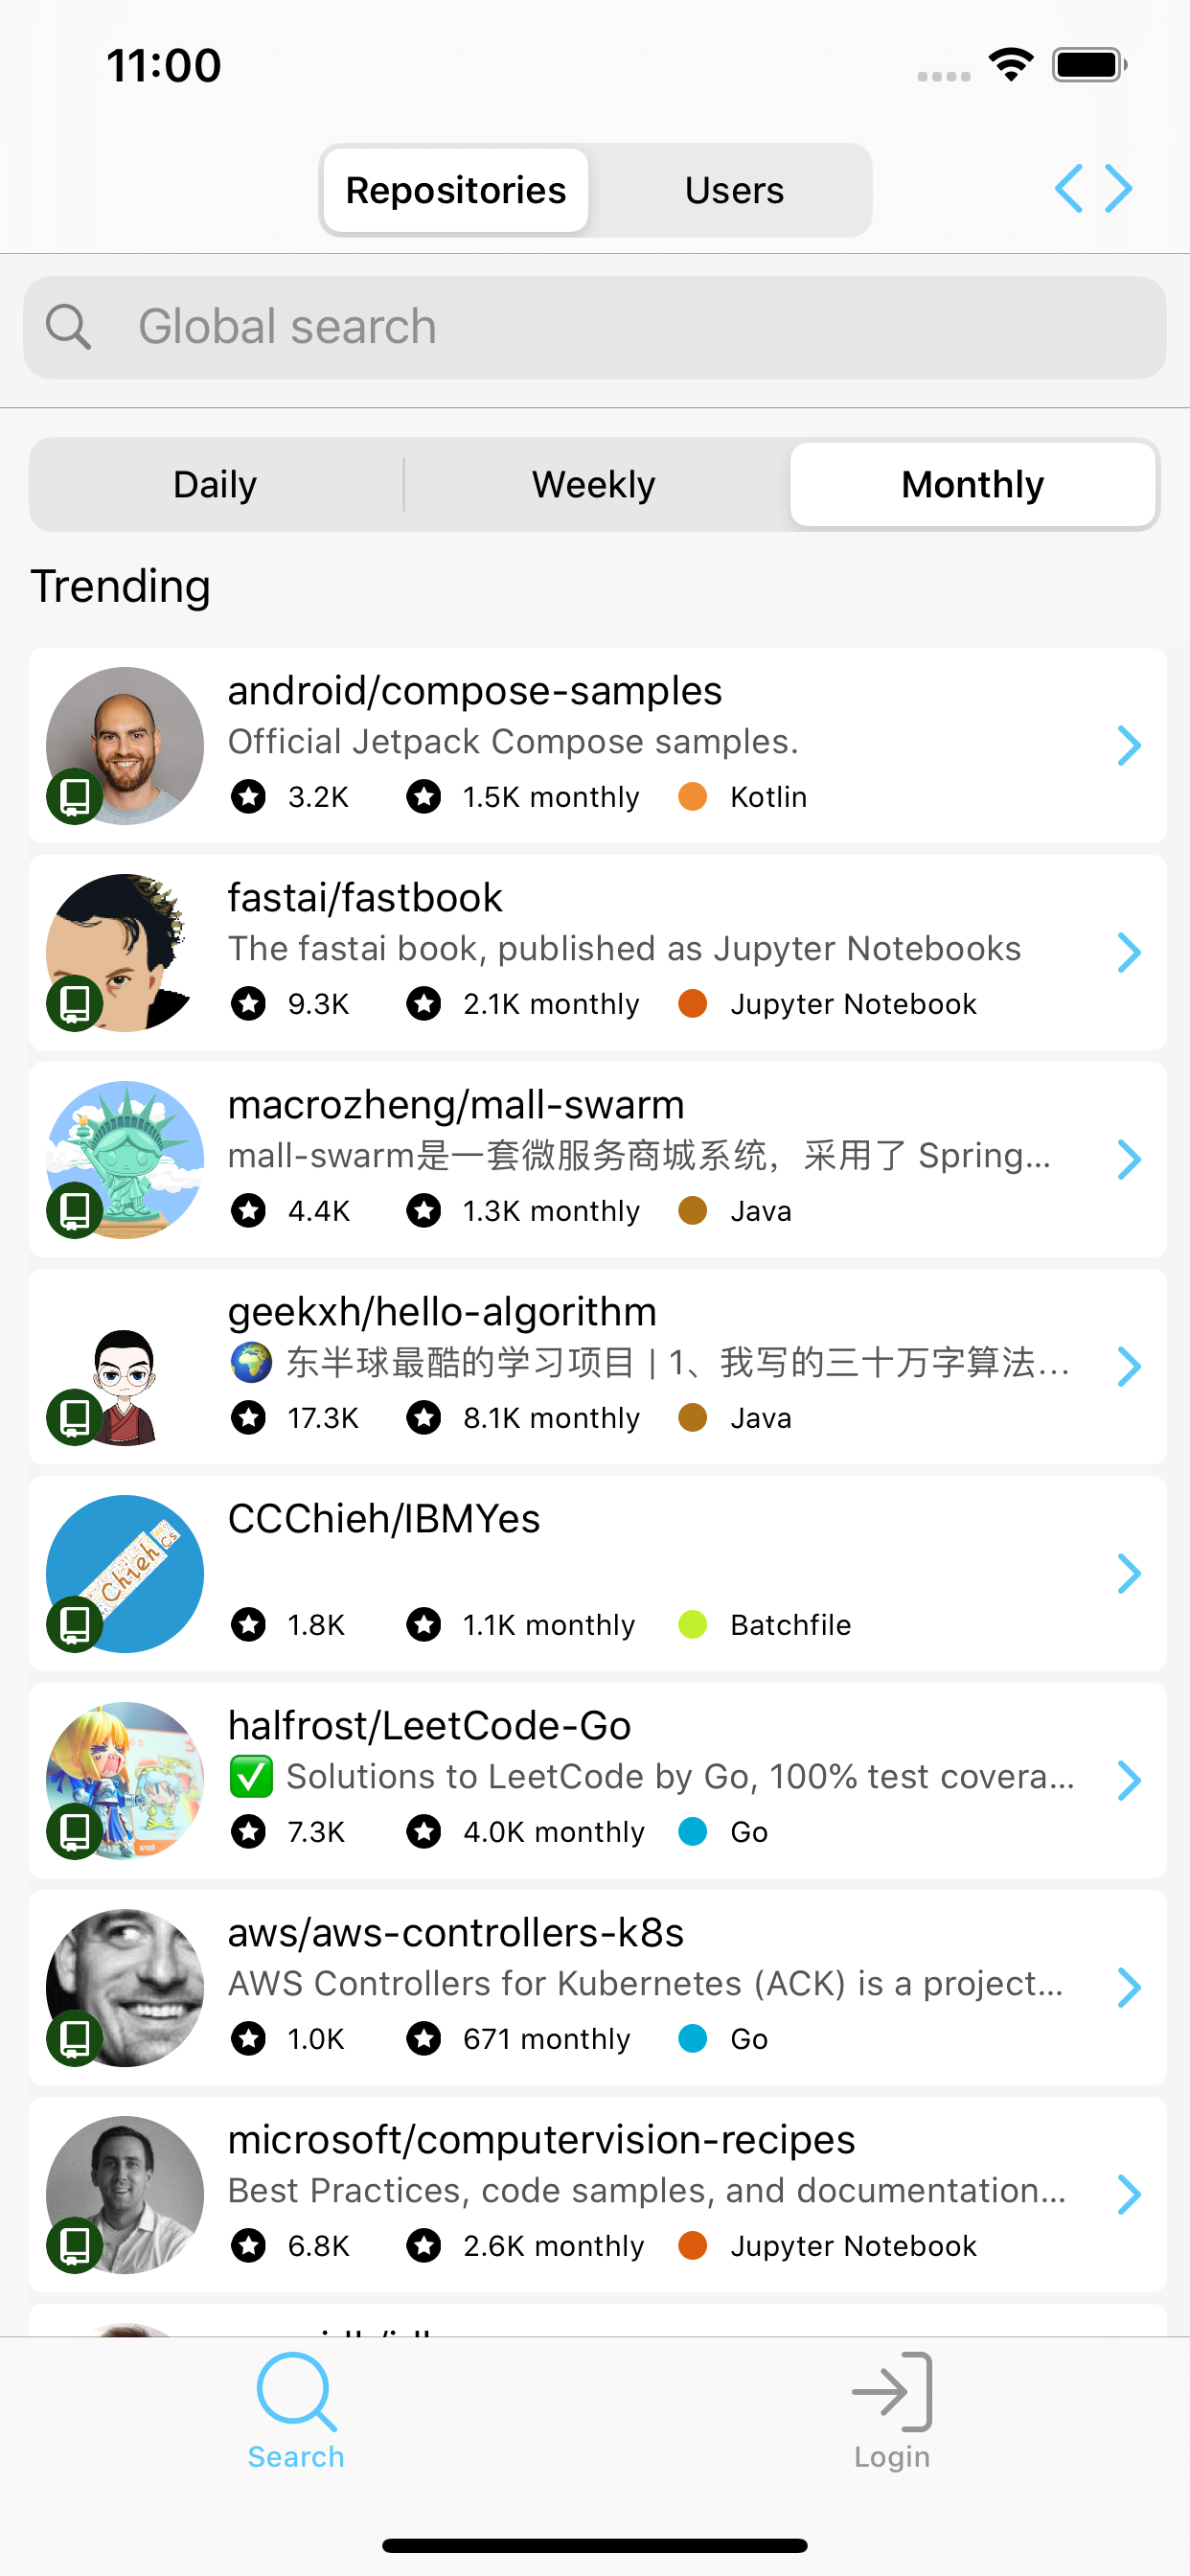 11:00
Repositories Users
Global search
Daily Weekly Monthly
Trending
android/compose-samples
Official Jetpack Compose samples.
3.2K 1.5K monthly Kotlin
fastai/fastbook
The fastai book, published as Jupyter Notebooks
9.3K 2.1K monthly Jupyter Notebook
macrozheng/mall-swarm
mall-swarm是一套微服务商城系统，采用了 Spring...
4.4K 1.3K monthly Java
geekxh/hello-algorithm
🌍 东半球最酷的学习项目 | 1、我写的三十万字算法...
17.3K 8.1K monthly Java
CCChieh/IBMYes
Chieh Cs
1.8K 1.1K monthly Batchfile
halfrost/LeetCode-Go
✅ Solutions to LeetCode by Go, 100% test covera...
7.3K 4.0K monthly Go
aws/aws-controllers-k8s
AWS Controllers for Kubernetes (ACK) is a project...
1.0K 671 monthly Go
microsoft/computervision-recipes
Best Practices, code samples, and documentation...
6.8K 2.6K monthly Jupyter Notebook
Search Login